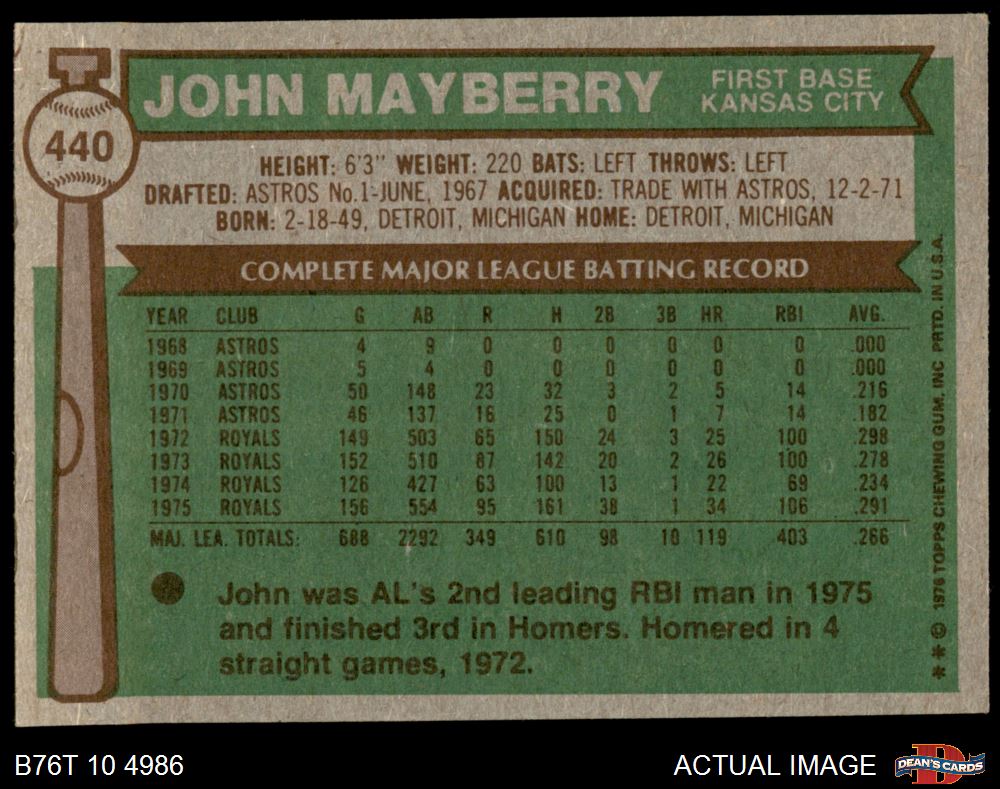 440
JOHN MAYBERRY FIRST BASE
KANSAS CITY
HEIGHT: 6'3" WEIGHT: 220 BATS: LEFT THROWS: LEFT
DRAFTED: ASTROS No.1-JUNE, 1967 ACQUIRED: TRADE WITH ASTROS, 12-2-71
BORN: 2-18-49, DETROIT, MICHIGAN HOME: DETROIT, MICHIGAN
COMPLETE MAJOR LEAGUE BATTING RECORD
YEAR CLUB G AB R H 2B 3B HR RBI AVG.
1968 ASTROS 4 9 0 0 0 0 0 0 .000
1969 ASTROS 5 4 0 0 0 0 0 0 .000
1970 ASTROS 50 148 23 32 3 2 5 14 .216
1971 ASTROS 46 137 16 25 0 1 7 14 .182
1972 ROYALS 149 503 65 150 24 3 25 100 .298
1973 ROYALS 152 510 87 142 20 2 26 100 .278
1974 ROYALS 126 427 63 100 13 1 22 69 .234
1975 ROYALS 156 554 95 161 38 1 34 106 .291
MAJ. LEA. TOTALS: 688 2292 349 610 98 10 119 403 .266
John was AL's 2nd leading RBI man in 1975
and finished 3rd in Homers. Homered in 4
straight games, 1972.
* * © 1976 TOPPS CHEWING GUM, INC PRTD. IN U.S.A.
B76T 10 4986
ACTUAL IMAGE
DEAN'S CARDS